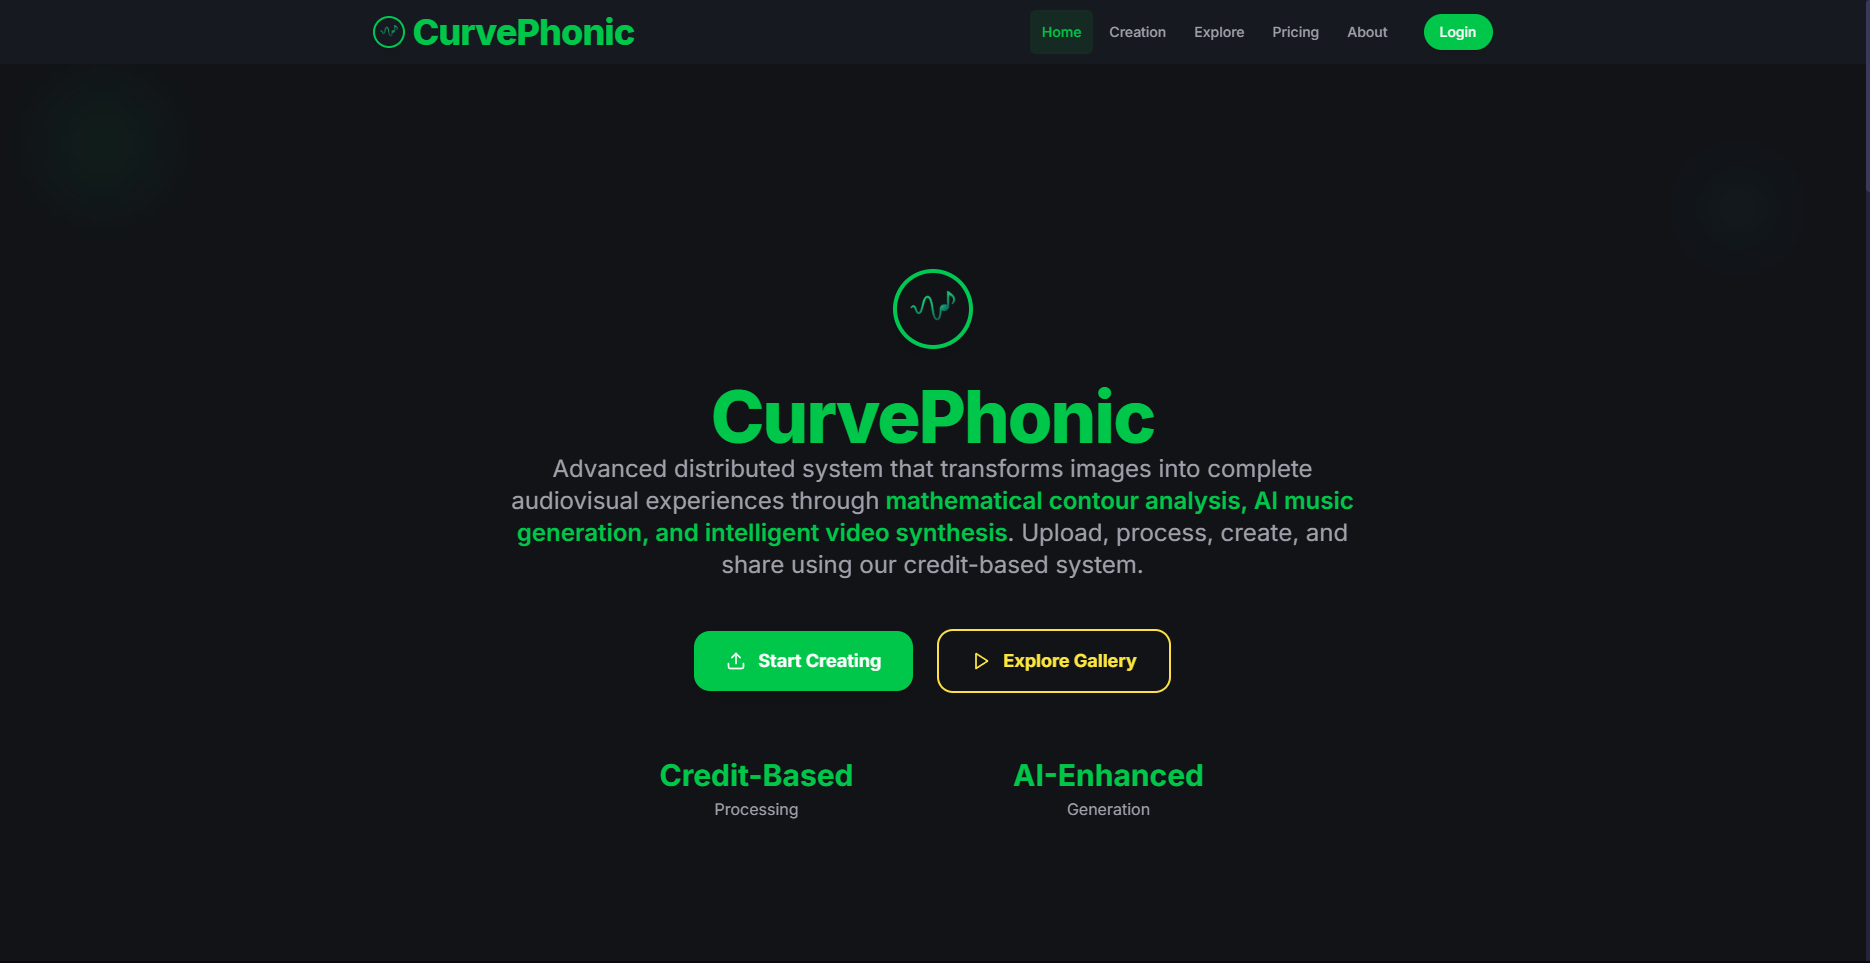 CurvePhonic
Home Creation Explore Pricing About Login
CurvePhonic
Advanced distributed system that transforms images into complete
audiovisual experiences through mathematical contour analysis, AI music
generation, and intelligent video synthesis. Upload, process, create, and
share using our credit-based system.
Start Creating
Explore Gallery
Credit-Based
Processing
AI-Enhanced
Generation